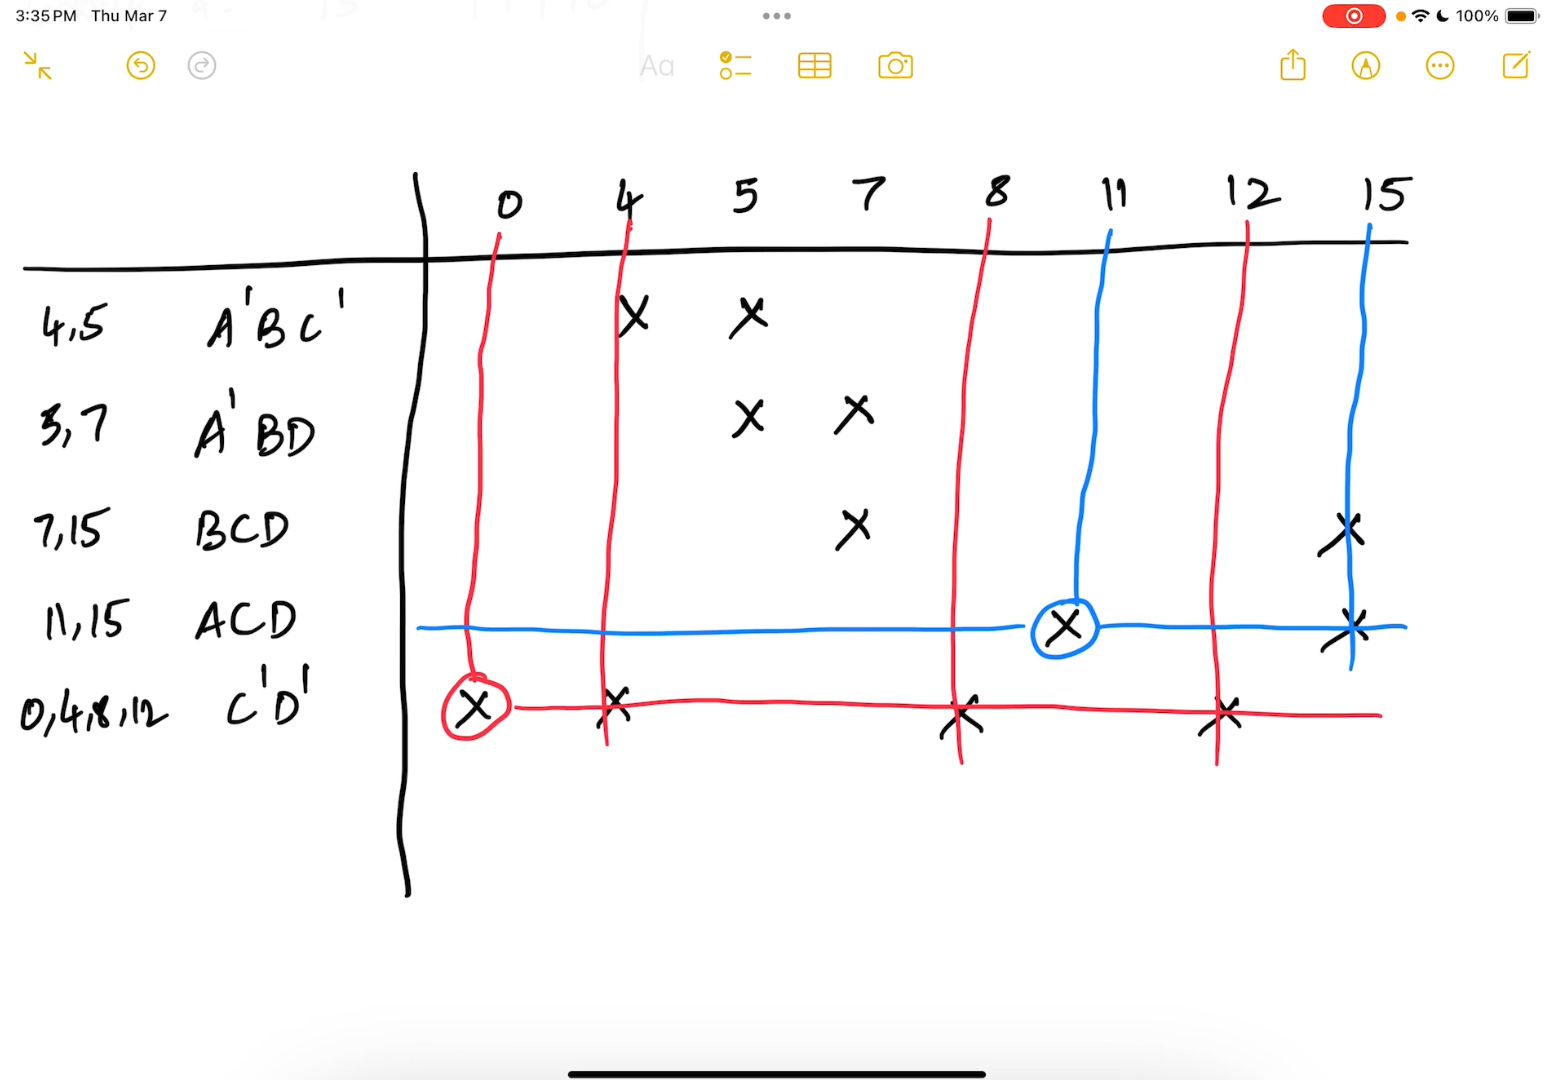 3:35 PM Thu Mar 7
100%
Aa
0 4 5 7 8 11 12 15
4,5 A'BC' X X
5,7 A'BD X X
7,15 BCD X X
11,15 ACD X X
0,4,8,12 C'D' X X X X